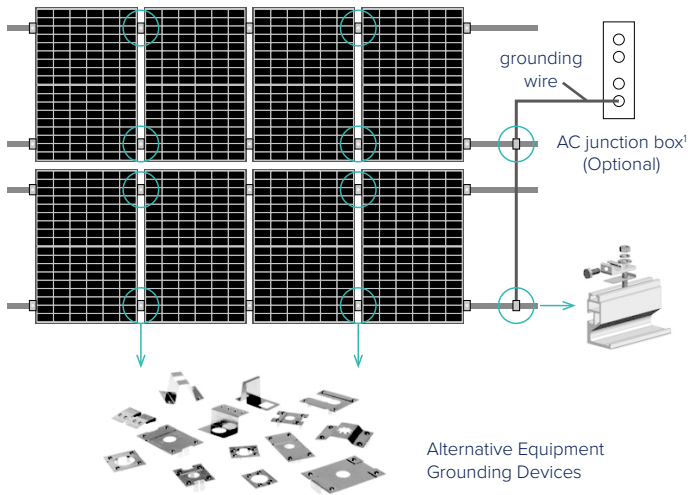 grounding
wire
AC junction box¹
(Optional)
Alternative Equipment
Grounding Devices